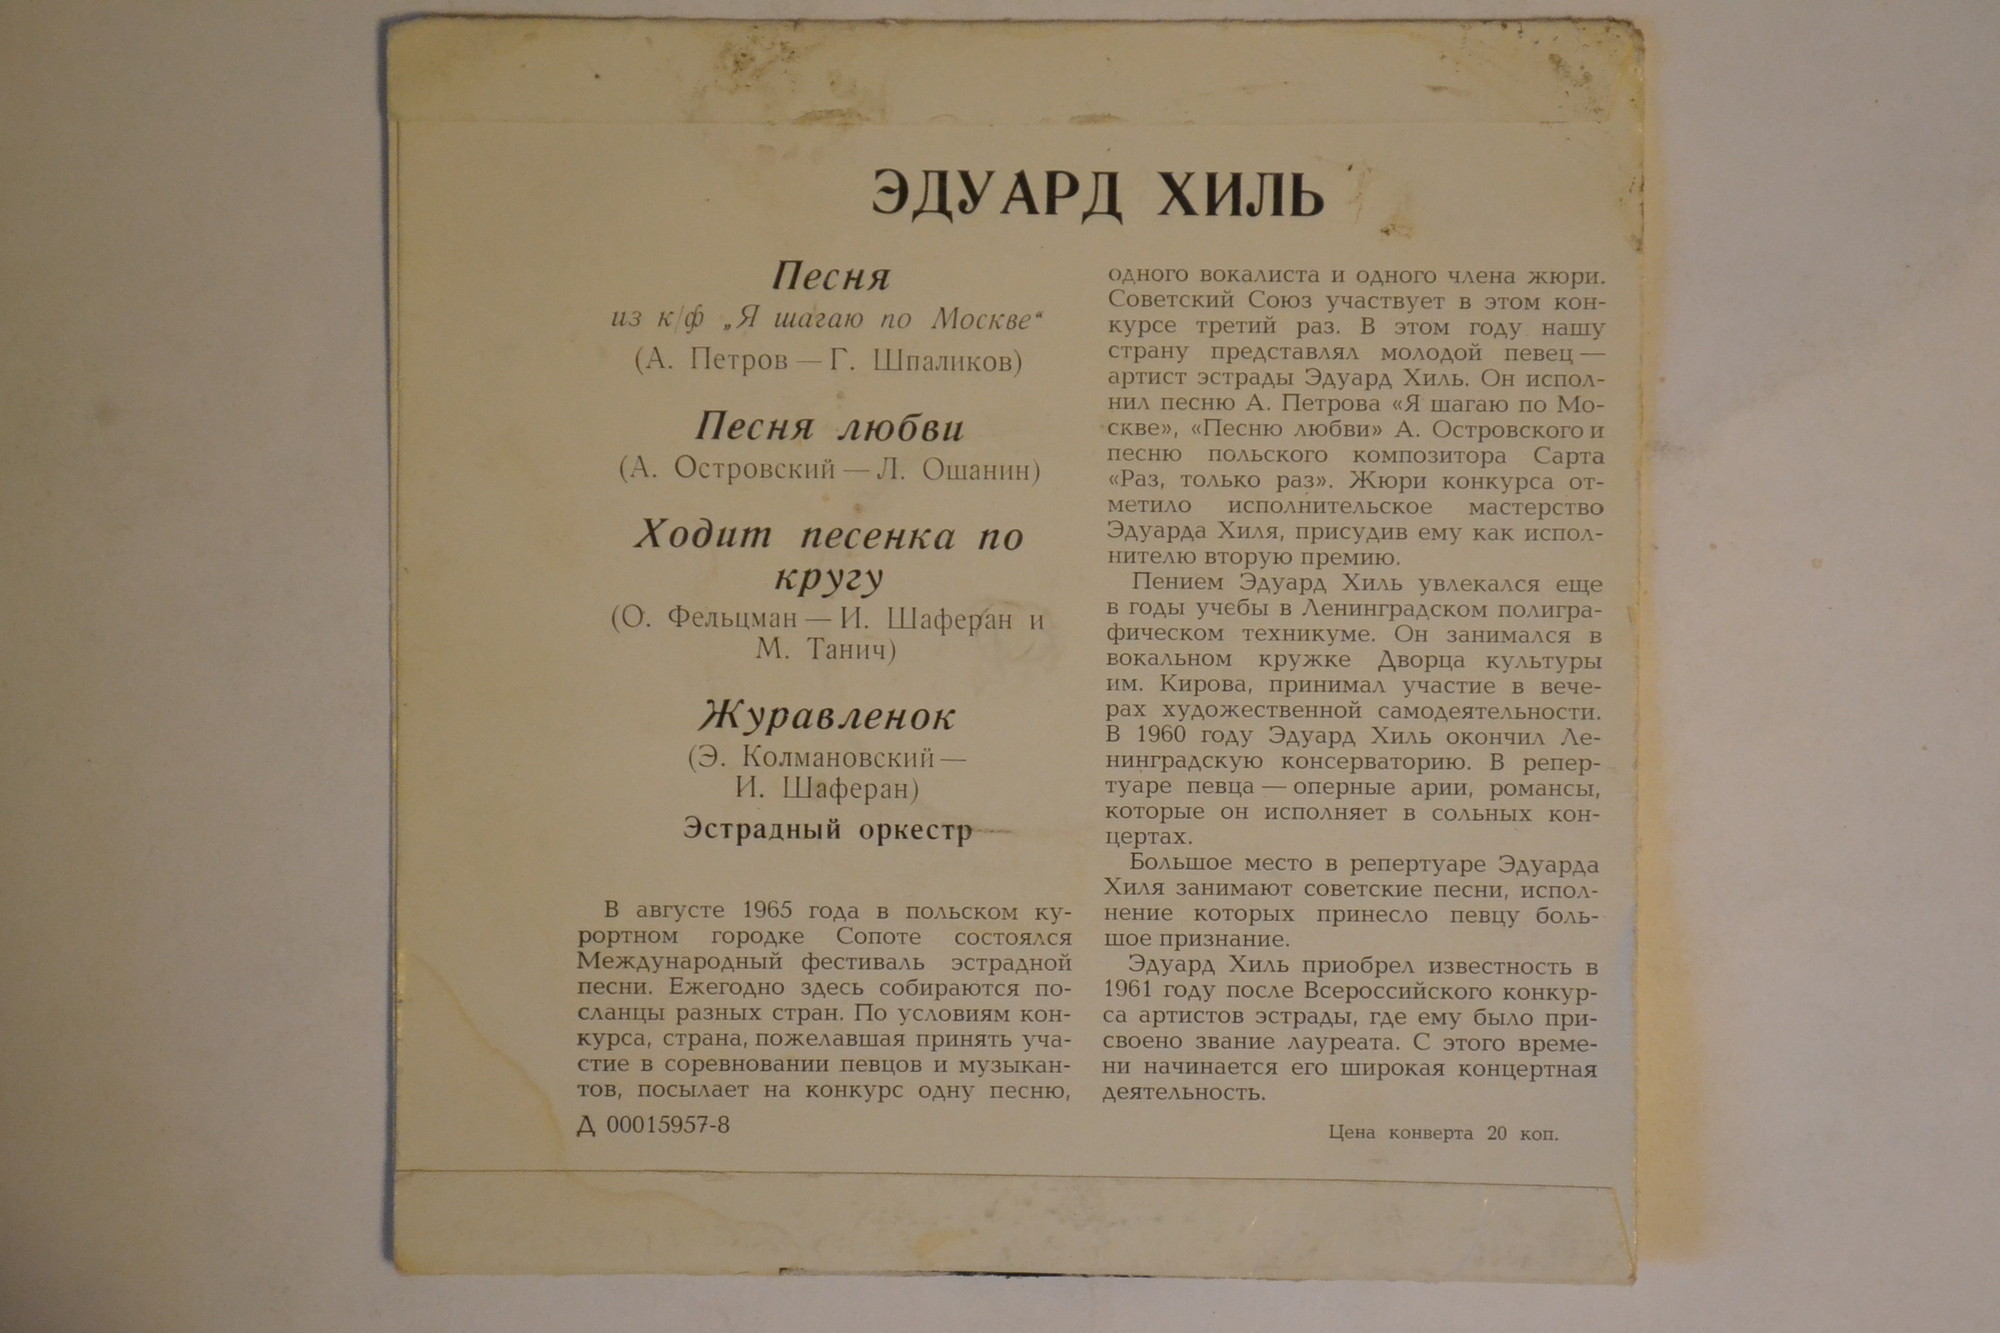 ЭДУАРД ХИЛЬ
Песня
из к/ф „Я шагаю по Москве“
(А. Петров — Г. Шпаликов)
Песня любви
(А. Островский — Л. Ошанин)
Ходит песенка по
кругу
(О. Фельцман — И. Шаферан и
М. Танич)
Журавленок
(Э. Колмановский —
И. Шаферан)
Эстрадный оркестр
В августе 1965 года в польском ку-
рортном городке Сопоте состоялся
Международный фестиваль эстрадной
песни. Ежегодно здесь собираются по-
сланцы разных стран. По условиям кон-
курса, страна, пожелавшая принять уча-
стие в соревновании певцов и музыкан-
тов, посылает на конкурс одну песню,
одного вокалиста и одного члена жюри.
Советский Союз участвует в этом кон-
курсе третий раз. В этом году нашу
страну представлял молодой певец —
артист эстрады Эдуард Хиль. Он испол-
нил песню А. Петрова «Я шагаю по Мо-
скве», «Песню любви» А. Островского и
песню польского композитора Сарта
«Раз, только раз». Жюри конкурса от-
метило исполнительское мастерство
Эдуарда Хиля, присудив ему как испол-
нителю вторую премию.
Пением Эдуард Хиль увлекался еще
в годы учебы в Ленинградском полигра-
фическом техникуме. Он занимался в
вокальном кружке Дворца культуры
им. Кирова, принимал участие в вече-
рах художественной самодеятельности.
В 1960 году Эдуард Хиль окончил Ле-
нинградскую консерваторию. В репер-
туаре певца — оперные арии, романсы,
которые он исполняет в сольных кон-
цертах.
Большое место в репертуаре Эдуарда
Хиля занимают советские песни, испол-
нение которых принесло певцу боль-
шое признание.
Эдуард Хиль приобрел известность в
1961 году после Всероссийского конкур-
са артистов эстрады, где ему было при-
своено звание лауреата. С этого време-
ни начинается его широкая концертная
деятельность.
Д 00015957-8
Цена конверта 20 коп.